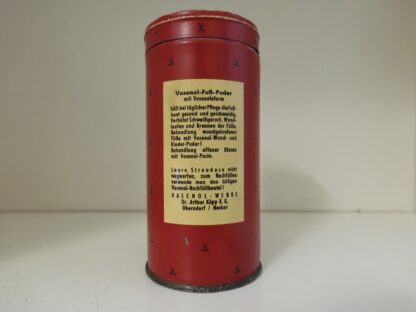 Vasenol-Fuß-Puder
mit Vasenoloform
hält bei täglicher Pflege die Fuß-
haut gesund und geschmeidig.
Verhütet Schweißgeruch, Wund-
laufen und Brennen der Füße.
Behandlung wundgelaufener
Füße mit Vasenol-Wund- und
Kinder-Puder!
Behandlung offener Blasen
mit Vasenol-Paste.
Leere Streudose nicht
wegwerfen, zum Nachfüllen
verwende man den billigen
Vasenol-Nachfüllbeutel!
VASENOL-WERKE
Dr. Arthur Köpp K. G.
Oberndorf / Neckar